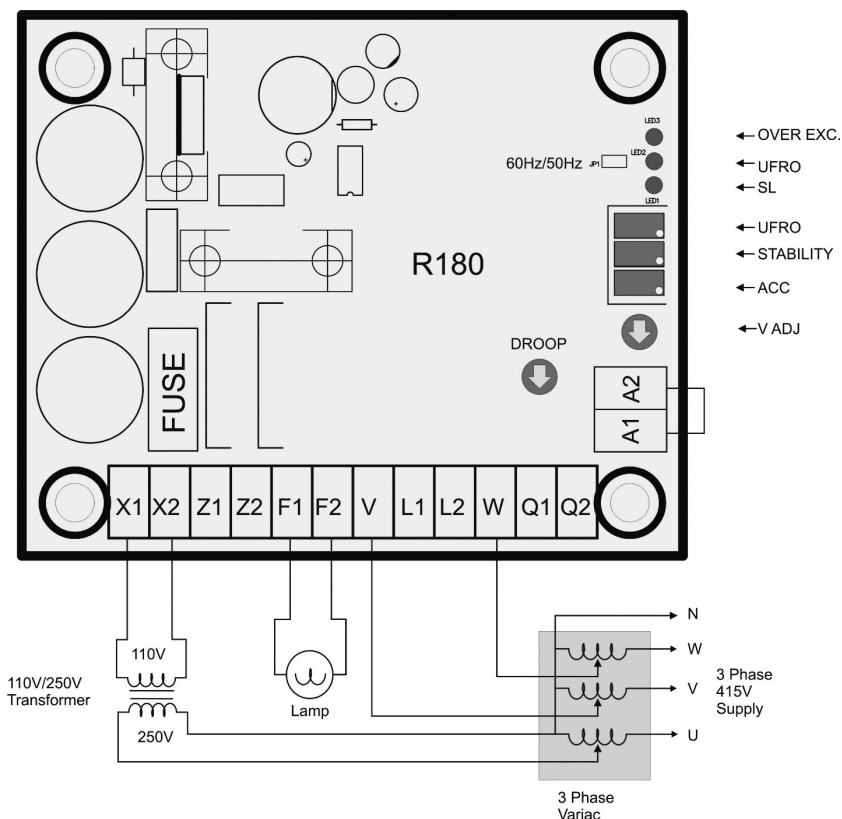 LED3
OVER EXC.
60Hz/50Hz JP1 LED2
UFRO
SL
LED1
UFRO
STABILITY
ACC
R180
V ADJ
DROOP
FUSE
A2
A1
X1 X2 Z1 Z2 F1 F2 V L1 L2 W Q1 Q2
N
W
V
U
3 Phase
415V
Supply
110V/250V
Transformer
110V
250V
Lamp
3 Phase
Variac